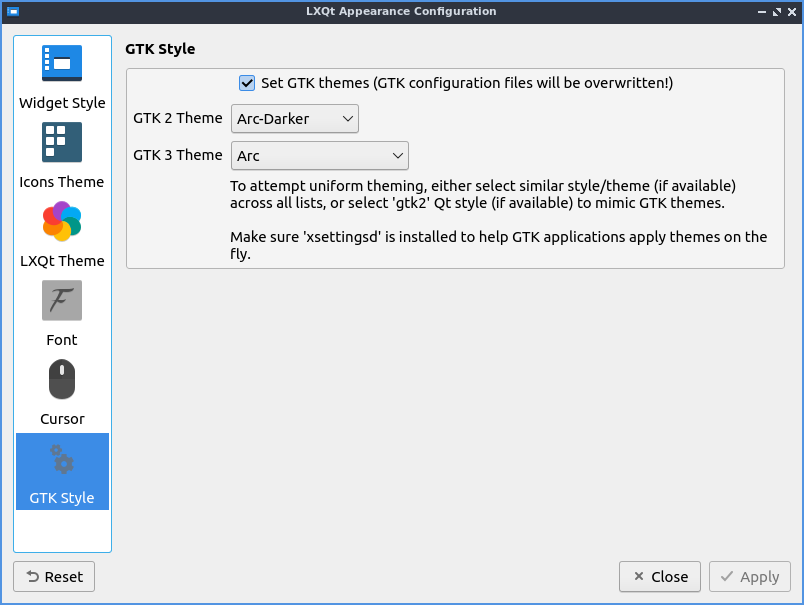 LXQt Appearance Configuration
Widget Style
Icons Theme
LXQt Theme
Font
Cursor
GTK Style
GTK Style
Set GTK themes (GTK configuration files will be overwritten!)
GTK 2 Theme
Arc-Darker
GTK 3 Theme
Arc
To attempt uniform theming, either select similar style/theme (if available)
across all lists, or select 'gtk2' Qt style (if available) to mimic GTK themes.
Make sure 'xsettingsd' is installed to help GTK applications apply themes on the
fly.
Reset
Close
Apply